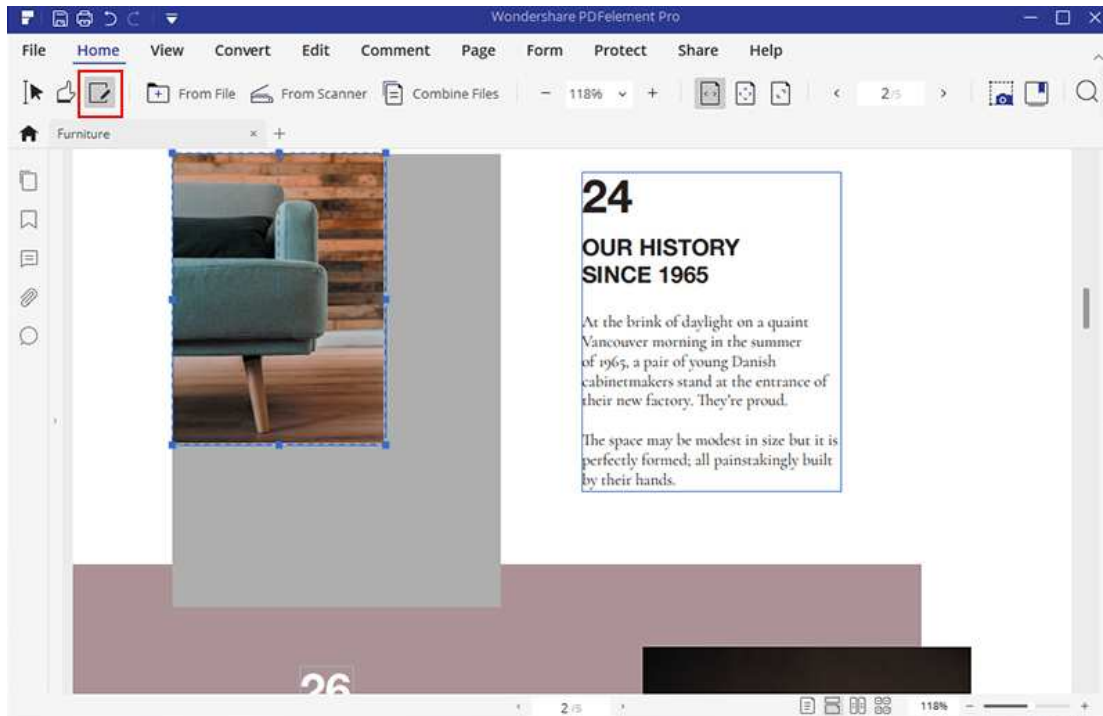 Wondershare PDFelement Pro
File Home View Convert Edit Comment Page Form Protect Share Help
From File From Scanner Combine Files 118% 2/5
Furniture
24
OUR HISTORY
SINCE 1965
At the brink of daylight on a quaint
Vancouver morning in the summer
of 1965, a pair of young Danish
cabinetmakers stand at the entrance of
their new factory. They're proud.
The space may be modest in size but it is
perfectly formed; all painstakingly built
by their hands.
26
2/5 118%